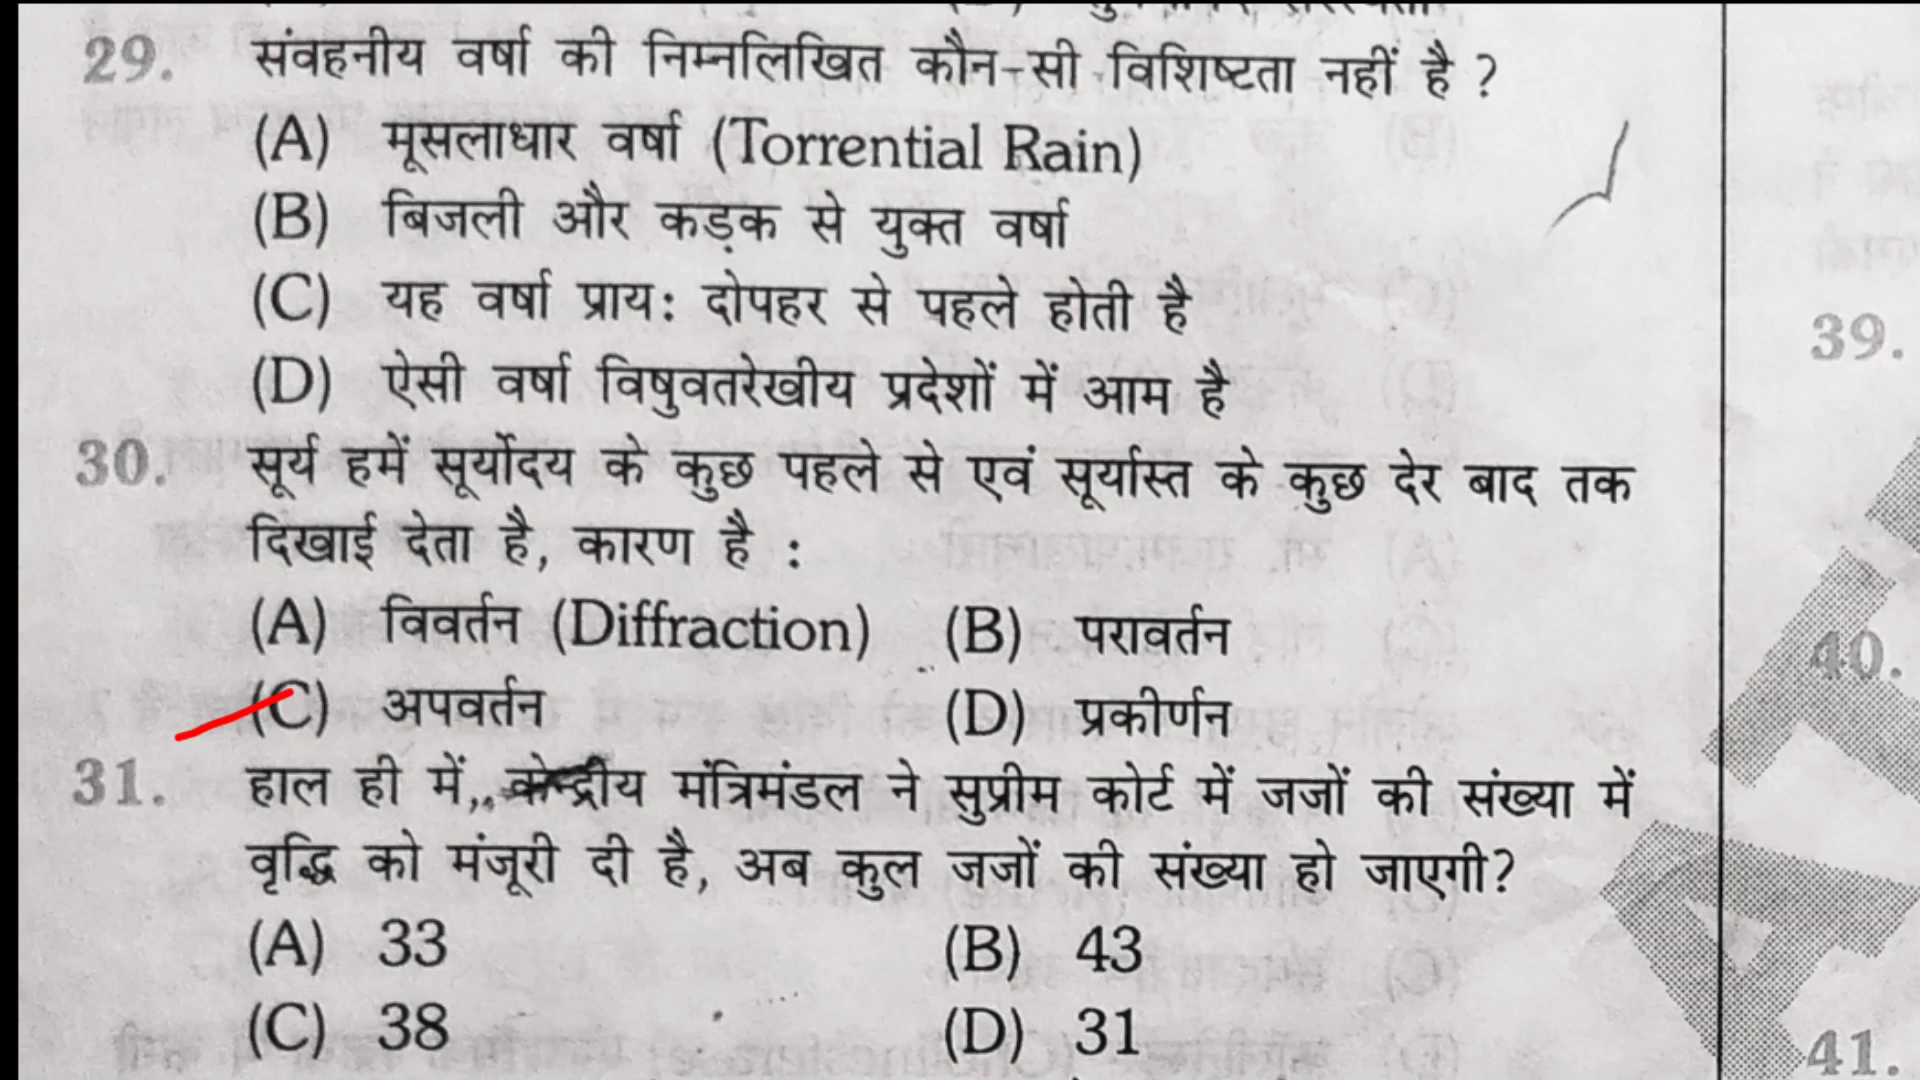 29. संवहनीय वर्षा की निम्नलिखित कौन-सी विशिष्टता नहीं है ?
(A) मूसलाधार वर्षा (Torrential Rain)
(B) बिजली और कड़क से युक्त वर्षा
(C) यह वर्षा प्राय: दोपहर से पहले होती है
(D) ऐसी वर्षा विषुवतरेखीय प्रदेशों में आम है
30. सूर्य हमें सूर्योदय के कुछ पहले से एवं सूर्यास्त के कुछ देर बाद तक
दिखाई देता है, कारण है :
(A) विवर्तन (Diffraction) (B) परावर्तन
(C) अपवर्तन (D) प्रकीर्णन
31. हाल ही में, केन्द्रीय मंत्रिमंडल ने सुप्रीम कोर्ट में जजों की संख्या में
वृद्धि को मंजूरी दी है, अब कुल जजों की संख्या हो जाएगी?
(A) 33 (B) 43
(C) 38 (D) 31
39.
40.
41.